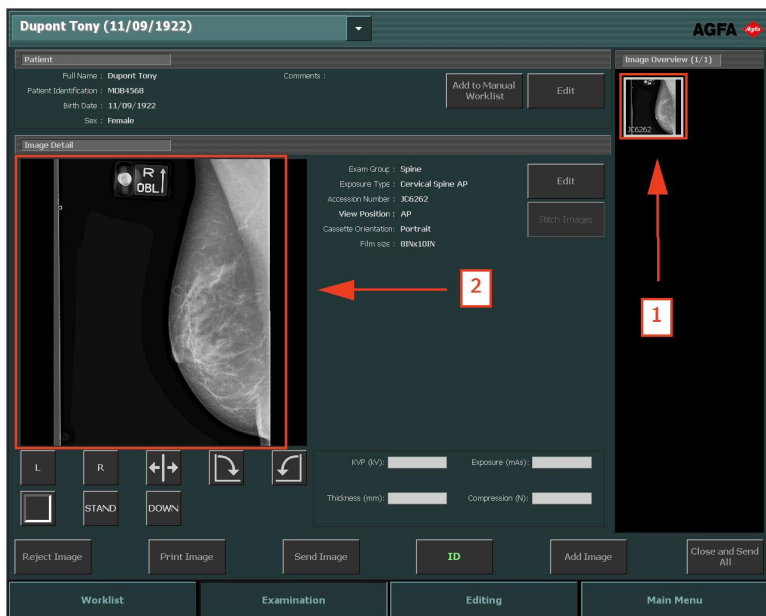 Dupont Tony (11/09/1922)
AGFA Agfa
Patient
Full Name : Dupont Tony
Comments :
Patient Identification : MOB4568
Birth Date : 11/09/1922
Sex : Female
Add to Manual
Worklist
Edit
Image Overview (1/1)
JC6262
1
Image Detail
R
OBL
Exam Group : Spine
Exposure Type : Cervical Spine AP
Accession Number : JC6262
View Position : AP
Cassette Orientation: Portrait
Film size : 8INx10IN
Edit
Stitch Images
2
L
R
STAND
DOWN
KVP (kV):
Exposure (mAs):
Thickness (mm):
Compression (N):
Reject Image
Print Image
Send Image
ID
Add Image
Close and Send
All
Worklist
Examination
Editing
Main Menu